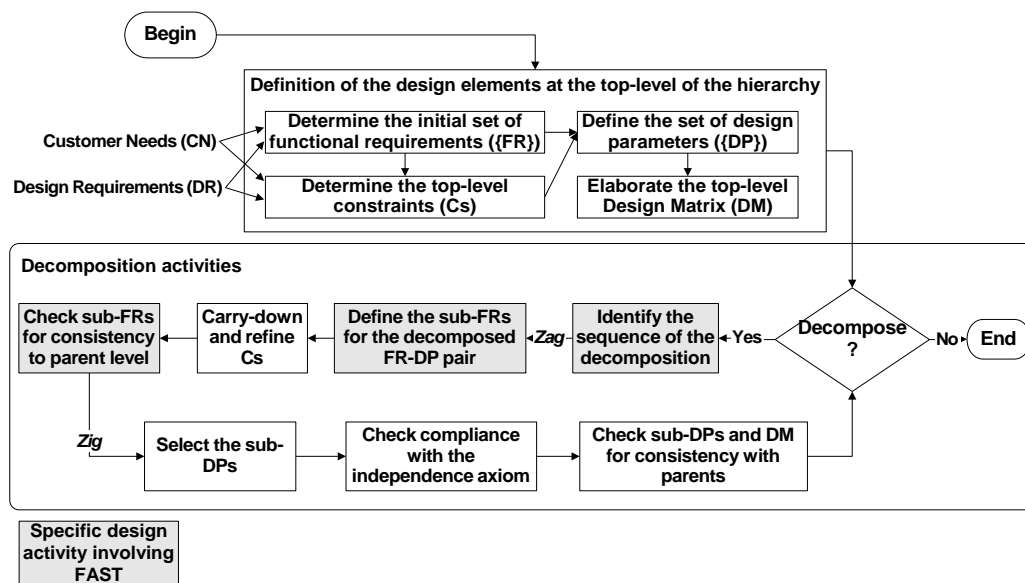 Begin
Definition of the design elements at the top-level of the hierarchy
Customer Needs (CN)
Design Requirements (DR)
Determine the initial set of
functional requirements ({FR})
Define the set of design
parameters ({DP})
Determine the top-level
constraints (Cs)
Elaborate the top-level
Design Matrix (DM)
Decomposition activities
Check sub-FRs
for consistency
to parent level
Carry-down
and refine
Cs
Define the sub-FRs
for the decomposed
FR-DP pair
Zag
Identify the
sequence of the
decomposition
Yes
Decompose
?
No
End
Zig
Select the sub-
DPs
Check compliance
with the
independence axiom
Check sub-DPs and DM
for consistency with
parents
Specific design
activity involving
FAST